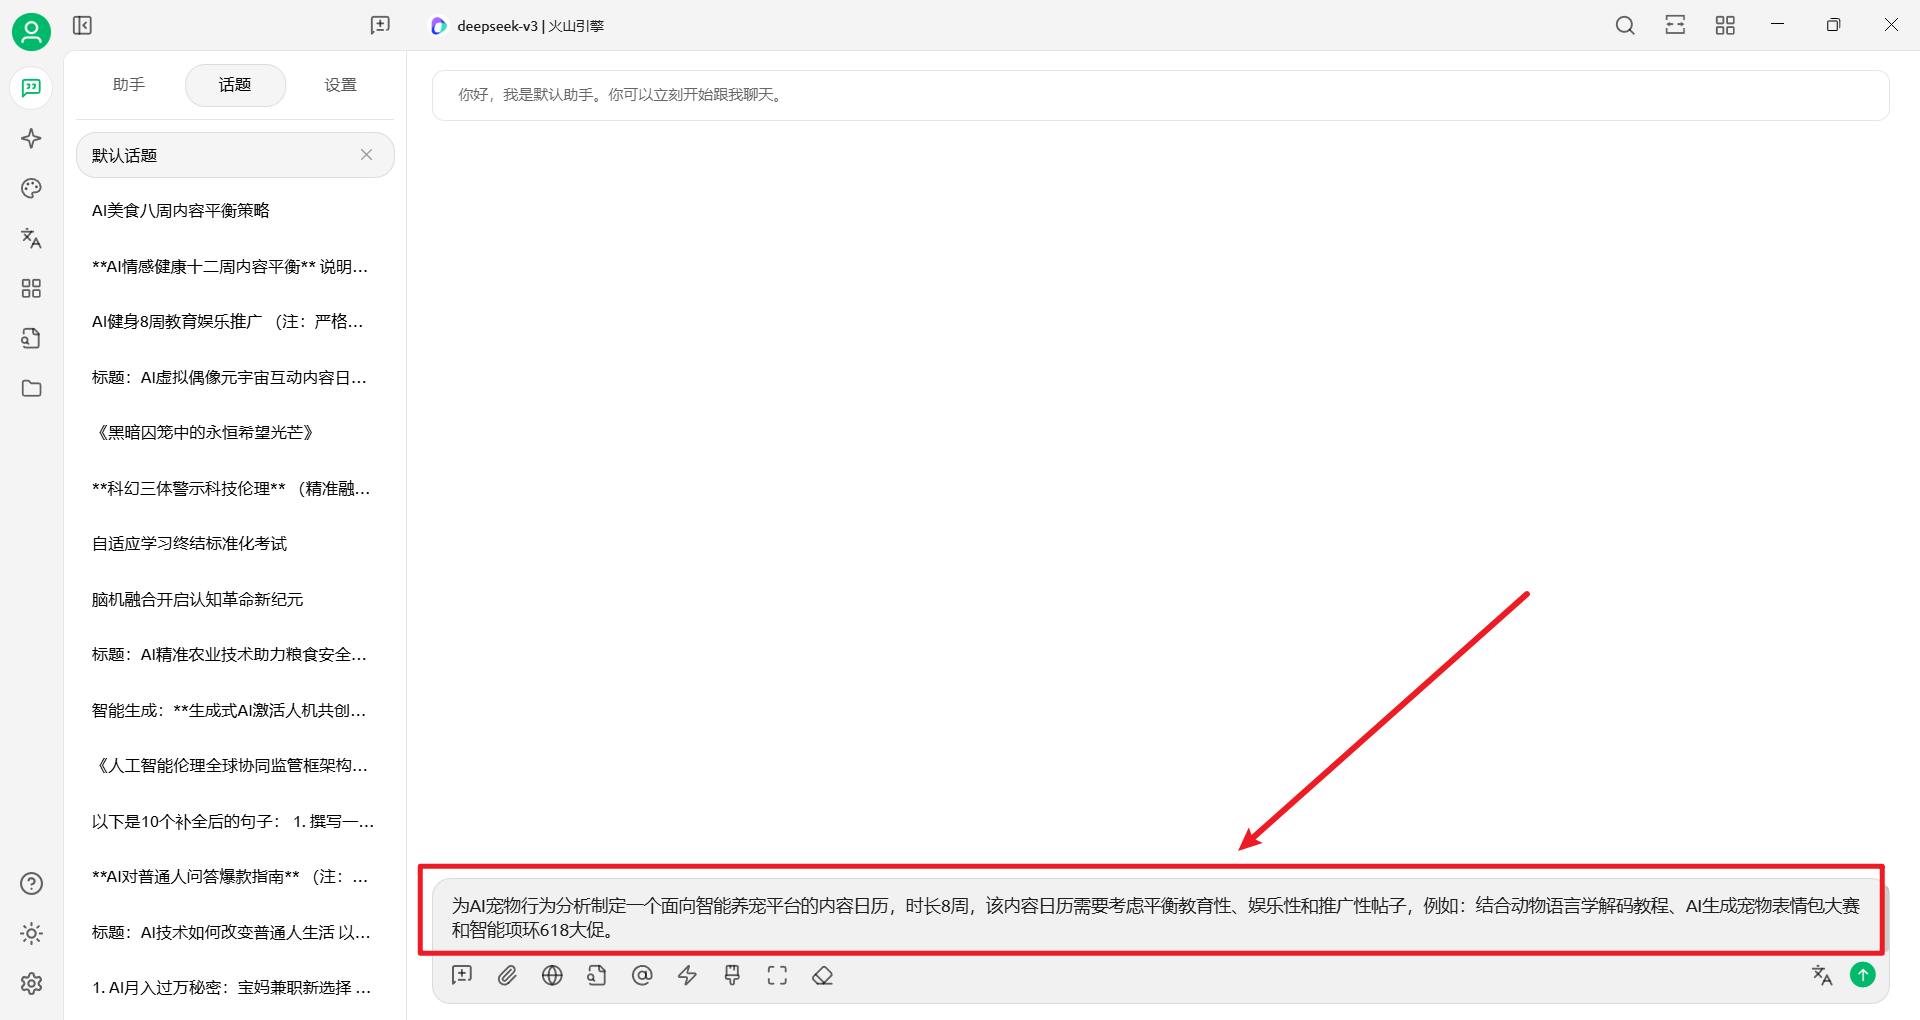 deepseek-v3 | 火山引擎
助手
话题
设置
默认话题
AI美食八周内容平衡策略
**AI情感健康十二周内容平衡** 说明...
AI健身8周教育娱乐推广 （注：严格...
标题：AI虚拟偶像元宇宙互动内容日...
《黑暗囚笼中的永恒希望光芒》
**科幻三体警示科技伦理** （精准融...
自适应学习终结标准化考试
脑机融合开启认知革命新纪元
标题：AI精准农业技术助力粮食安全...
智能生成：**生成式AI激活人机共创...
《人工智能伦理全球协同监管框架构...
以下是10个补全后的句子： 1. 撰写一...
**AI对普通人问答爆款指南** （注：...
标题：AI技术如何改变普通人生活 以...
1. AI月入过万秘密：宝妈兼职新选择 ...
你好，我是默认助手。你可以立刻开始跟我聊天。
为AI宠物行为分析制定一个面向智能养宠平台的内容日历，时长8周，该内容日历需要考虑平衡教育性、娱乐性和推广性帖子，例如：结合动物语言学解码教程、AI生成宠物表情包大赛
和智能项环618大促。